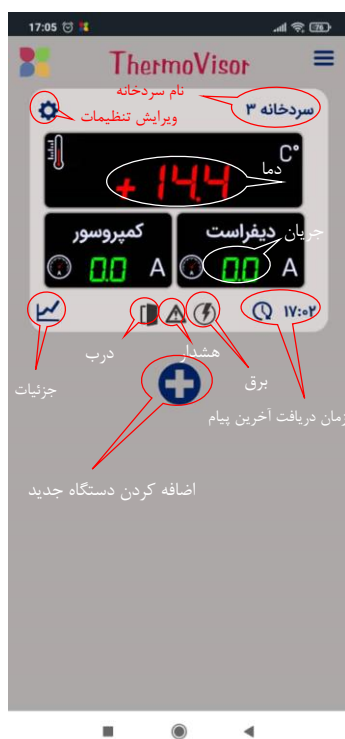 17:05
76
ThermoVisor
نام سردخانه
سردخانه ۳
ویرایش تنظیمات
C°
دما
+14.4
کمپروسور
دیفراست
جریان
0.0 A
0.0 A
۱۷:۰۲
درب
هشدار
برق
جزئیات
زمان دریافت آخرین پیام
اضافه کردن دستگاه جدید